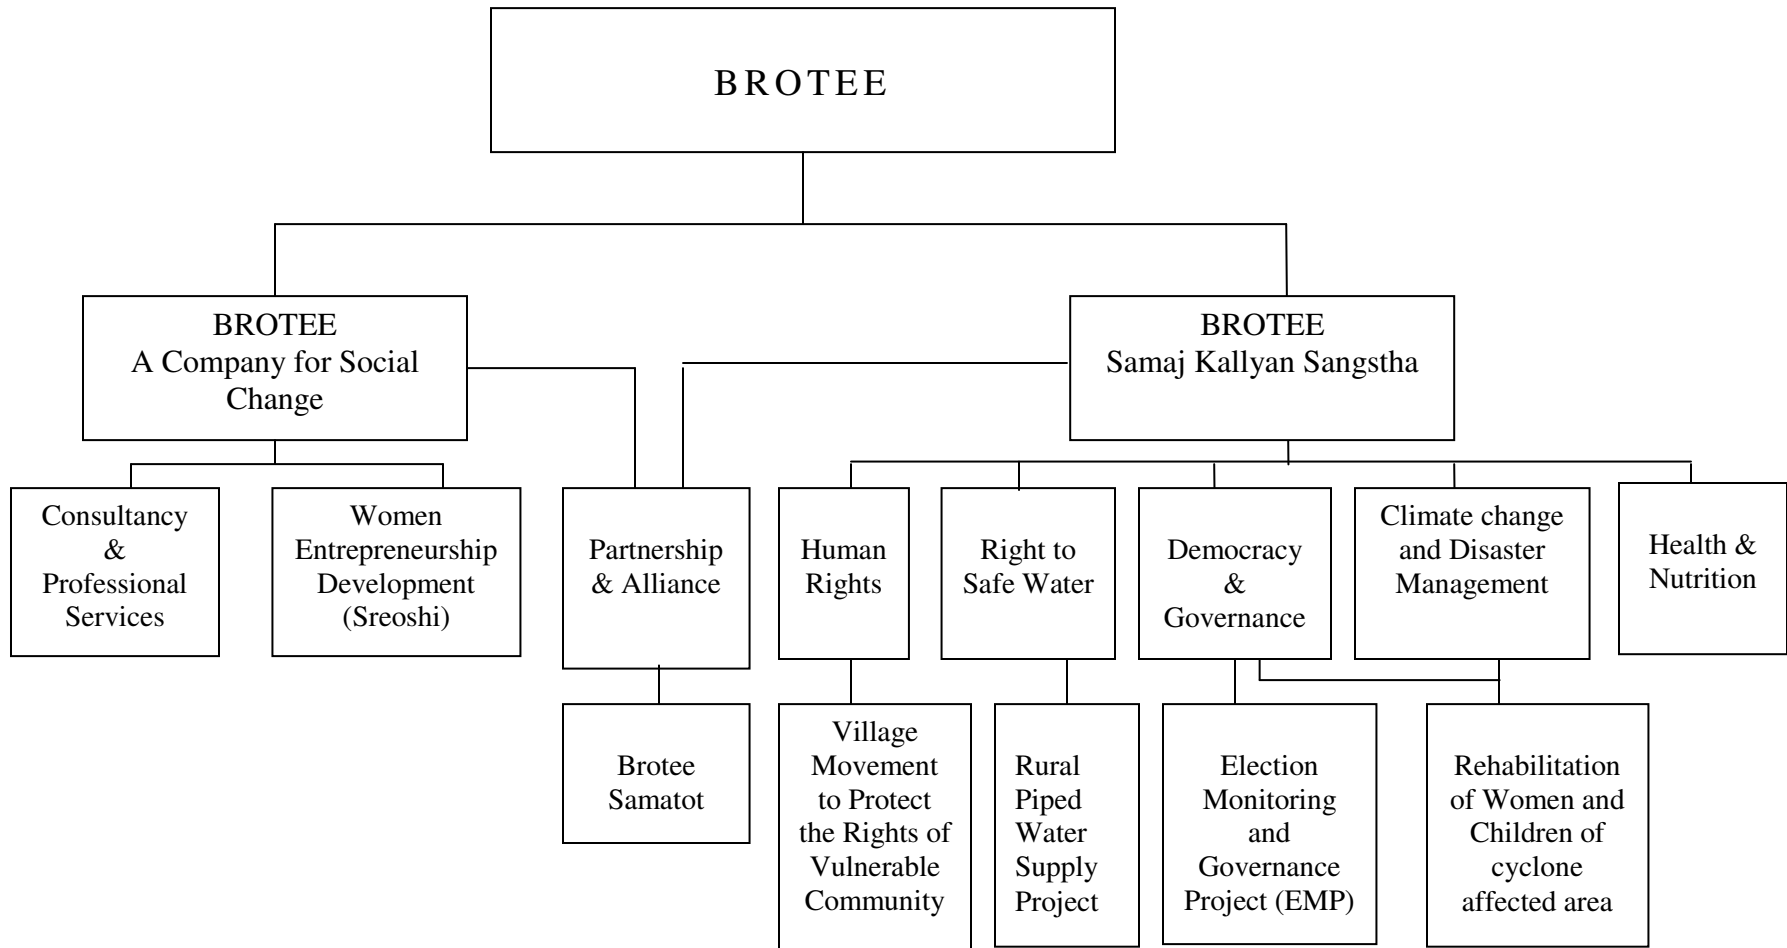 BROTEE
BROTEE
A Company for Social
Change
BROTEE
Samaj Kallyan Sangstha
Consultancy
&
Professional
Services
Women
Entrepreneurship
Development
(Sreoshi)
Partnership
& Alliance
Human
Rights
Right to
Safe Water
Democracy
&
Governance
Climate change
and Disaster
Management
Health &
Nutrition
Brotee
Samatot
Village
Movement
to Protect
the Rights of
Vulnerable
Community
Rural
Piped
Water
Supply
Project
Election
Monitoring
and
Governance
Project (EMP)
Rehabilitation
of Women and
Children of
cyclone
affected area